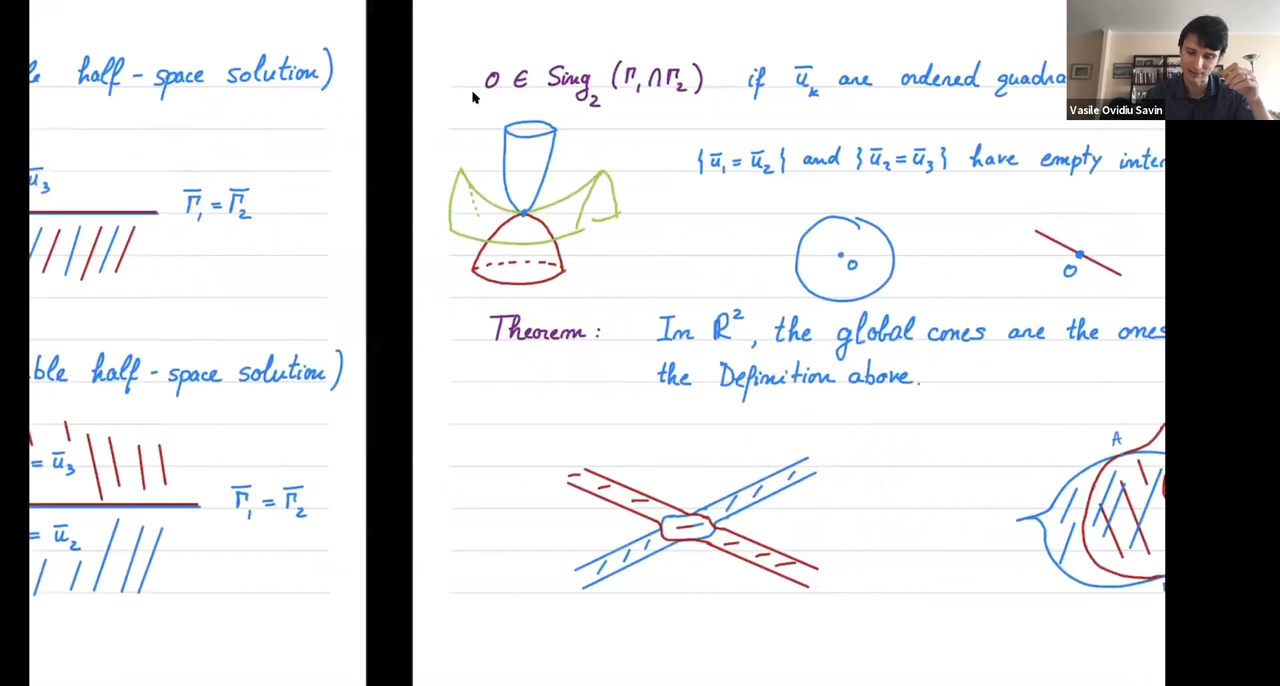 half - space solution)
ū₃
Γ̄₁ = Γ̄₂
ble half - space solution)
= ū₃
Γ̄₁ = Γ̄₂
= ū₂
0 ∈ Sing₂ (Γ₁∩Γ₂) if ūₖ are ordered quadra
{ū₁ = ū₂} and {ū₂ = ū₃} have empty inter
0
0
Theorem: In R², the global cones are the ones
the Definition above.
A
Vasile Ovidiu Savin